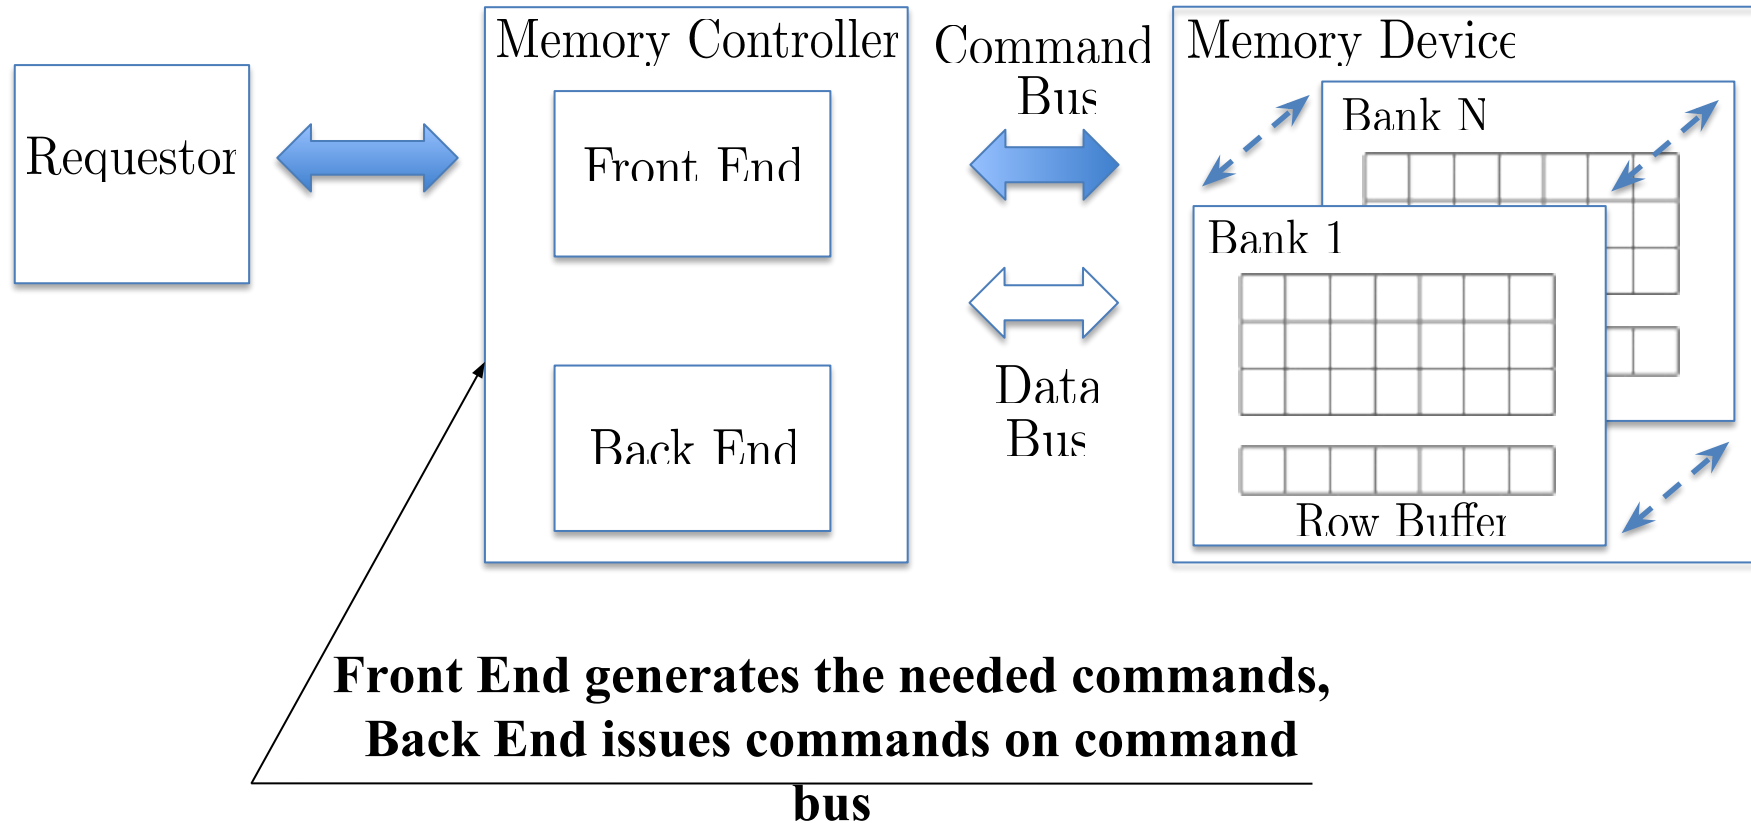 Requestor
Memory Controller
Front End
Back End
Command
Bus
Data
Bus
Memory Device
Bank N
Bank 1
Row Buffer
Front End generates the needed commands,
Back End issues commands on command
bus